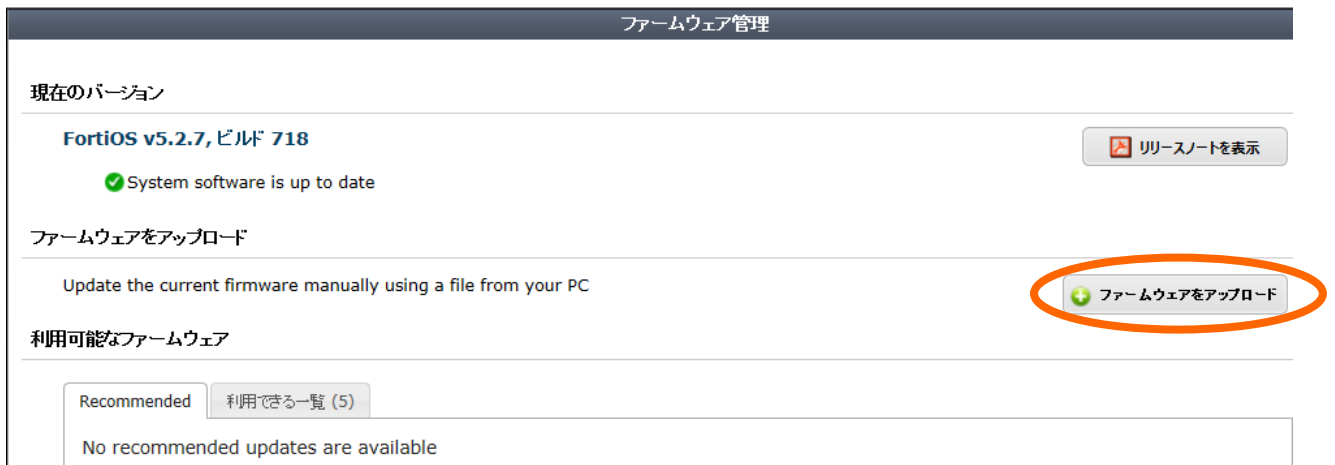 ファームウェア管理
現在のバージョン
FortiOS v5.2.7, ビルド 718
リリースノートを表示
System software is up to date
ファームウェアをアップロード
Update the current firmware manually using a file from your PC
ファームウェアをアップロード
利用可能なファームウェア
Recommended
利用できる一覧 (5)
No recommended updates are available